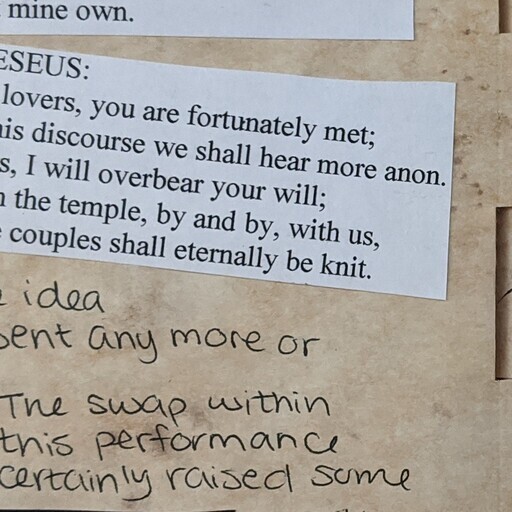 mine own.
ESEUS:
lovers, you are fortunately met;
his discourse we shall hear more anon.
s, I will overbear your will;
the temple, by and by, with us,
couples shall eternally be knit.
idea
sent any more or
The swap within
this performance
certainly raised some